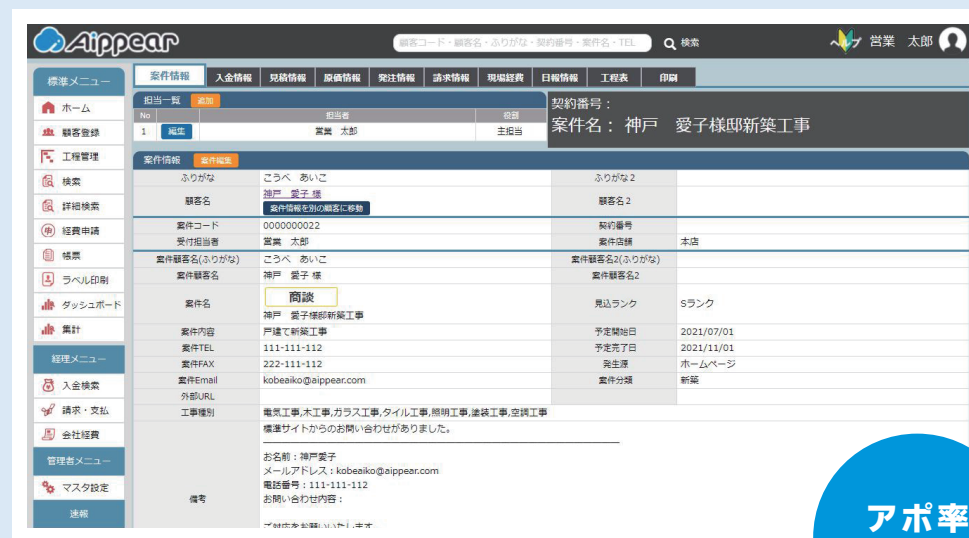 Aippear
顧客コード・顧客名・ふりがな・契約番号・案件名・TEL
検索
ヘルプ 営業 太郎
標準メニュー
ホーム
顧客登録
工程管理
検索
詳細検索
経費申請
帳票
ラベル印刷
ダッシュボード
集計
経理メニュー
入金検索
請求・支払
会社経費
管理者メニュー
マスタ設定
速報
案件情報 入金情報 見積情報 原価情報 発注情報 請求情報 現場経費 日報情報 工程表 印刷
担当一覧 追加
No 担当者 役割
1 編集 営業 太郎 主担当
契約番号：
案件名： 神戸 愛子様邸新築工事
案件情報 案件編集
ふりがな こうべ あいこ ふりがな2
顧客名 神戸 愛子 様 顧客名2
案件情報を別の顧客に移動
案件コード 0000000022 契約番号
受付担当者 営業 太郎 案件店舗 本店
案件顧客名(ふりがな) こうべ あいこ 案件顧客名2(ふりがな)
案件顧客名 神戸 愛子 様 案件顧客名2
案件名 商談 見込ランク Sランク
神戸 愛子様邸新築工事
案件内容 戸建て新築工事 予定開始日 2021/07/01
案件TEL 111-111-112 予定完了日 2021/11/01
案件FAX 222-111-112 発生源 ホームページ
案件Email kobeaiko@aippear.com 案件分類 新築
外部URL
工事種別 電気工事,木工事,ガラス工事,タイル工事,照明工事,塗装工事,空調工事
備考 標準サイトからのお問い合わせがありました。
お名前：神戸愛子
メールアドレス：kobeaiko@aippear.com
電話番号：111-111-112
お問い合わせ内容：
ご対応をお願いいたします。
アポ率